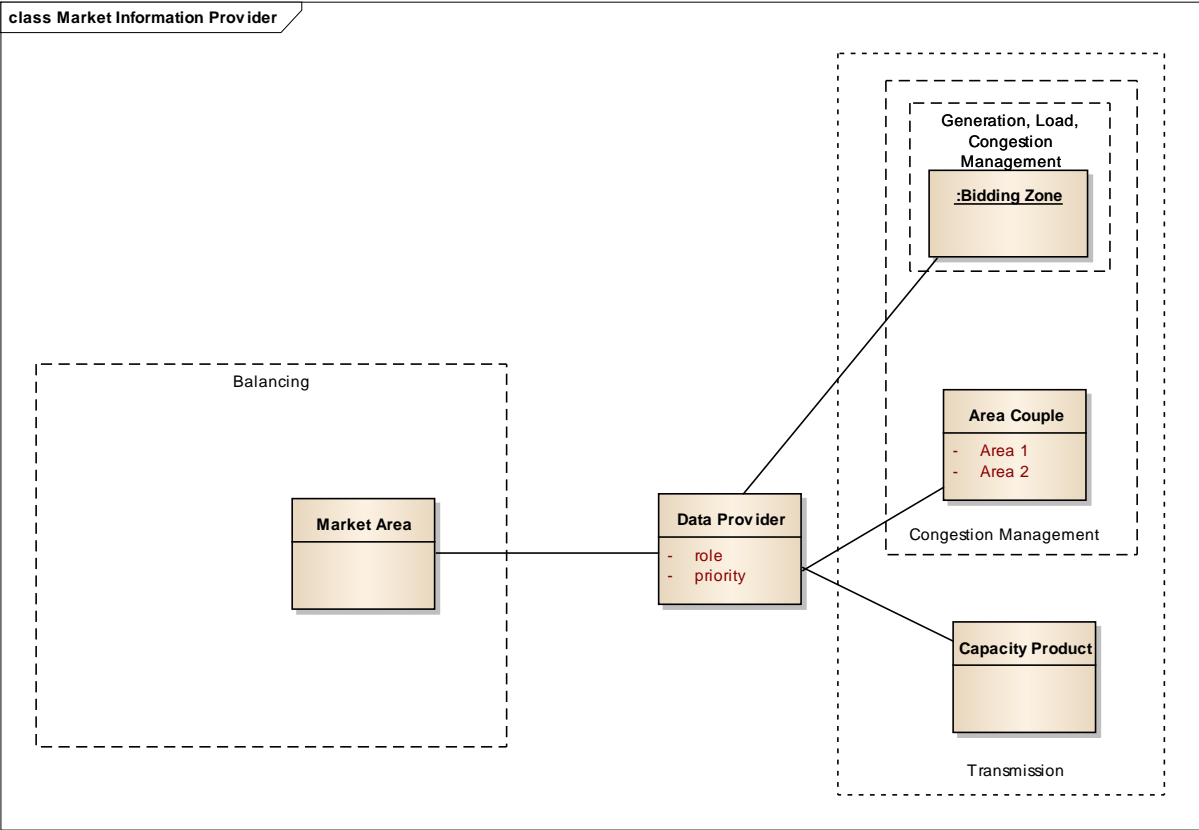 class Market Information Provider
Generation, Load,
Congestion
Management
:Bidding Zone
Balancing
Area Couple
- Area 1
- Area 2
Market Area
Data Provider
- role
- priority
Congestion Management
Capacity Product
Transmission